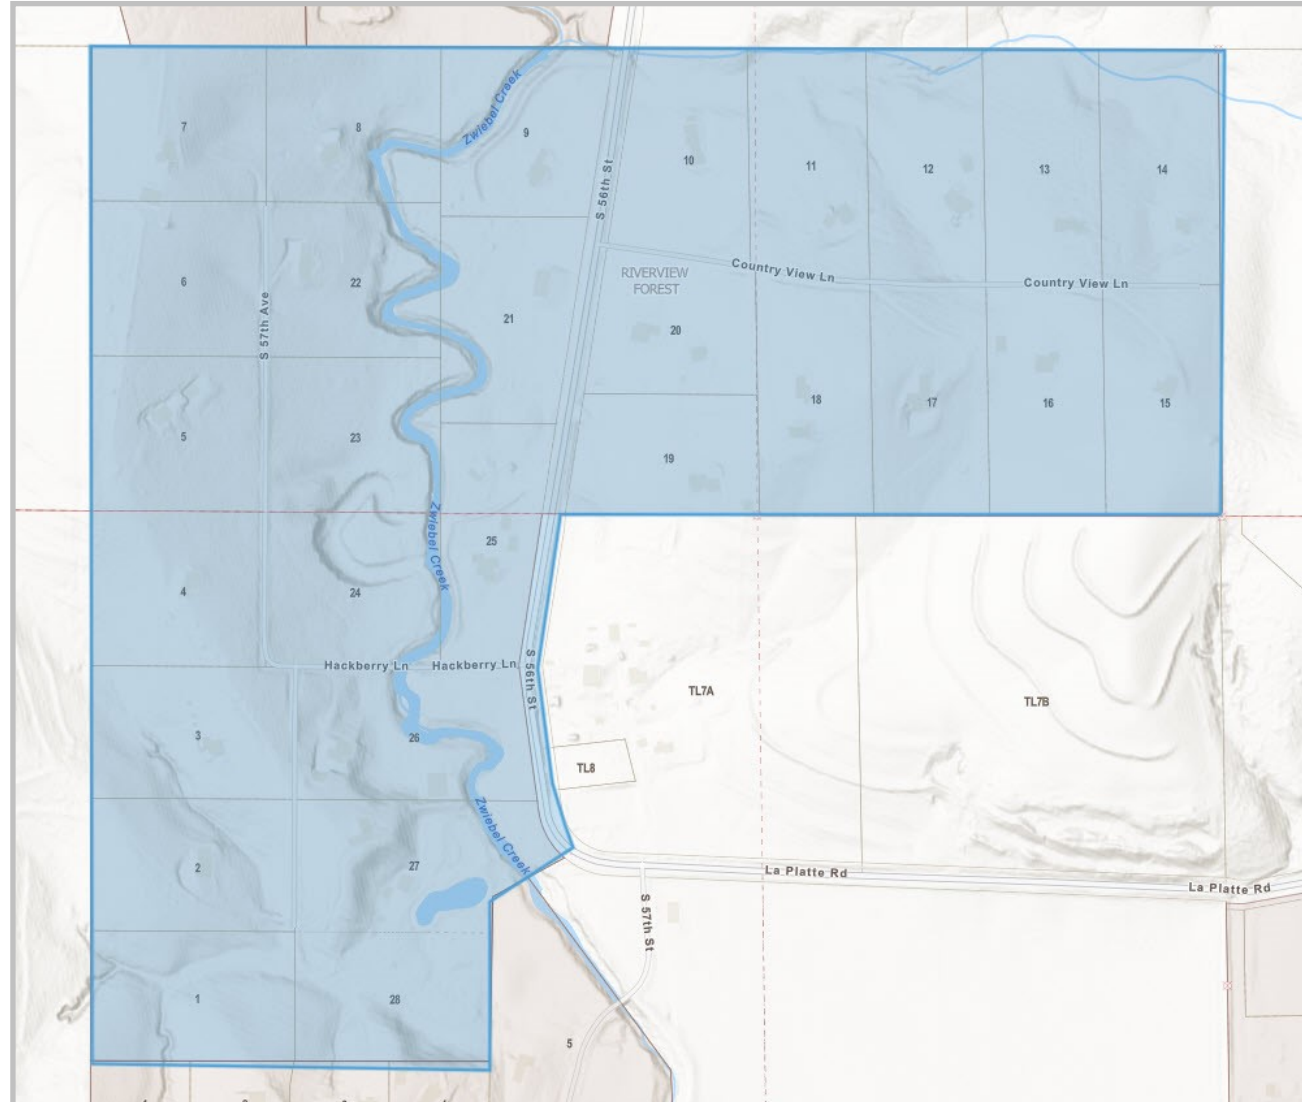 Zwiebel Creek
7
8
9
10
11
12
13
14
S 56th St
Country View Ln
Country View Ln
RIVERVIEW
FOREST
6
22
21
20
S 57th Ave
5
23
18
17
16
15
19
Zwiebel Creek
25
4
24
Hackberry Ln
Hackberry Ln
S 56th St
TL7A
TL7B
3
26
TL8
Zwiebel Creek
2
27
La Platte Rd
La Platte Rd
S 57th St
1
28
5